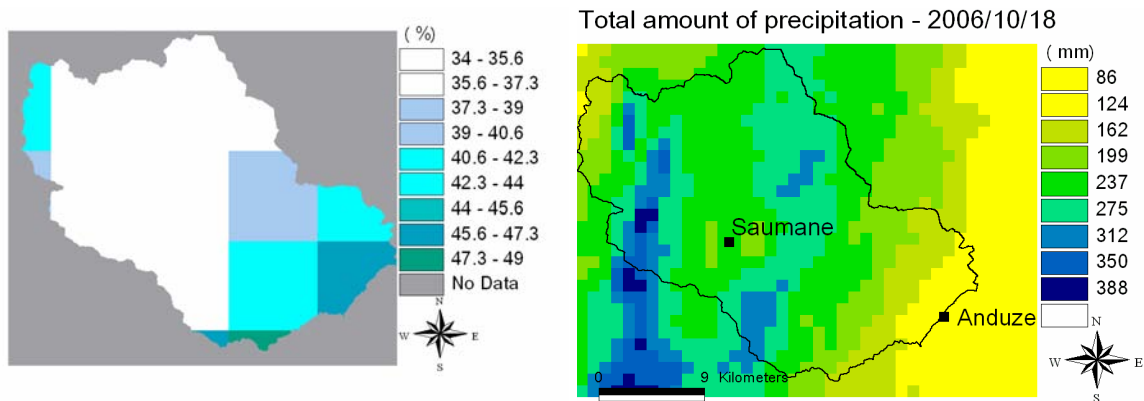 ( %)
34 - 35.6
35.6 - 37.3
37.3 - 39
39 - 40.6
40.6 - 42.3
42.3 - 44
44 - 45.6
45.6 - 47.3
47.3 - 49
No Data
N
W E
S
Total amount of precipitation - 2006/10/18
( mm)
86
124
162
199
237
275
312
350
388
Saumane
Anduze
0 9 Kilometers
N
W E
S